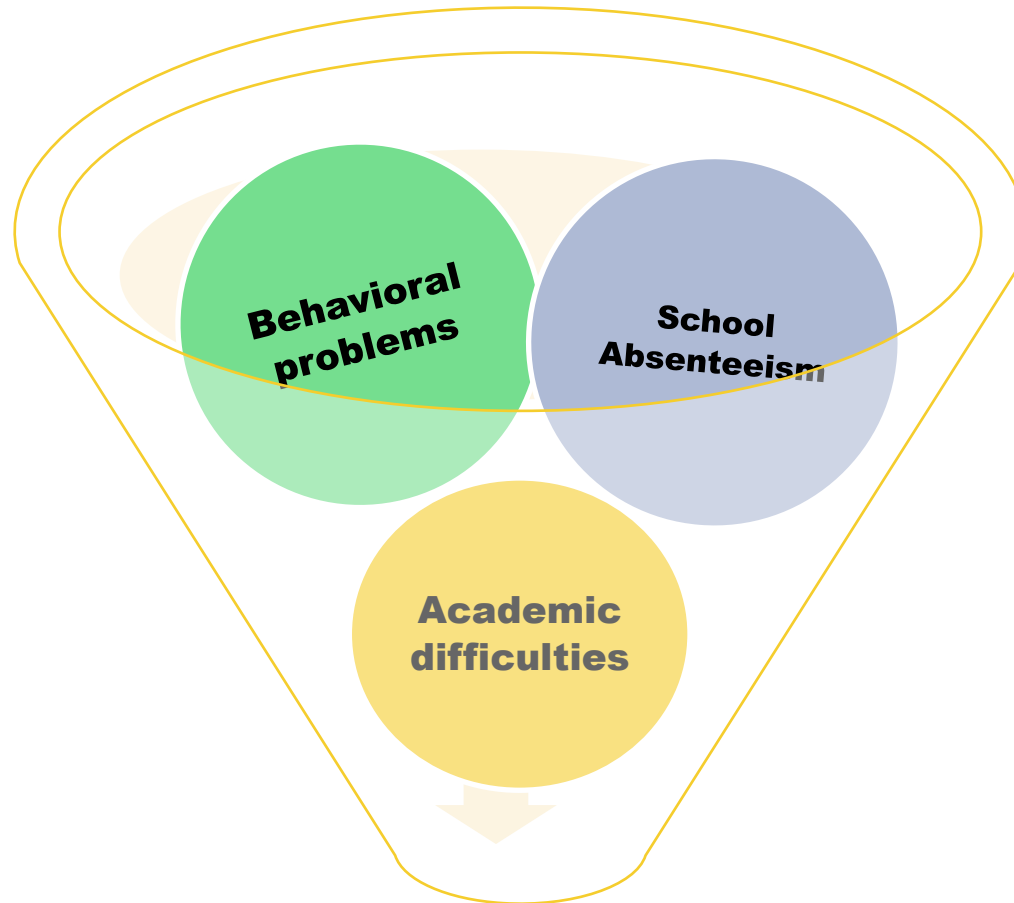 Behavioral
problems
School
Absenteeism
Academic
difficulties